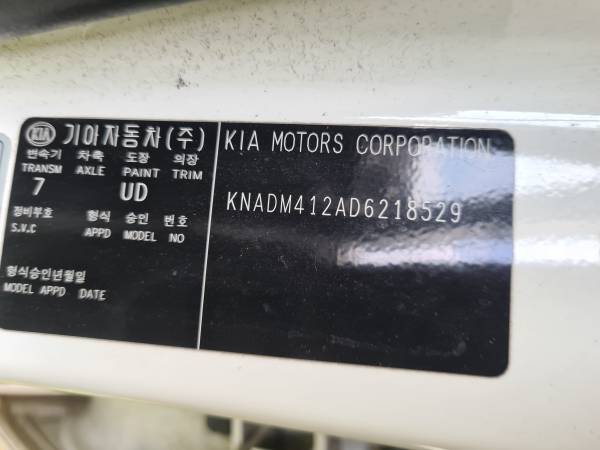 KIA 기아자동차(주)
변속기 차축 도장 의장
TRANSM AXLE PAINT TRIM
7 UD
정비부호 형식 승인 번호
S.V.C APPD MODEL NO
형식승인년월일
MODEL APPD DATE
KIA MOTORS CORPORATION
KNADM412AD6218529